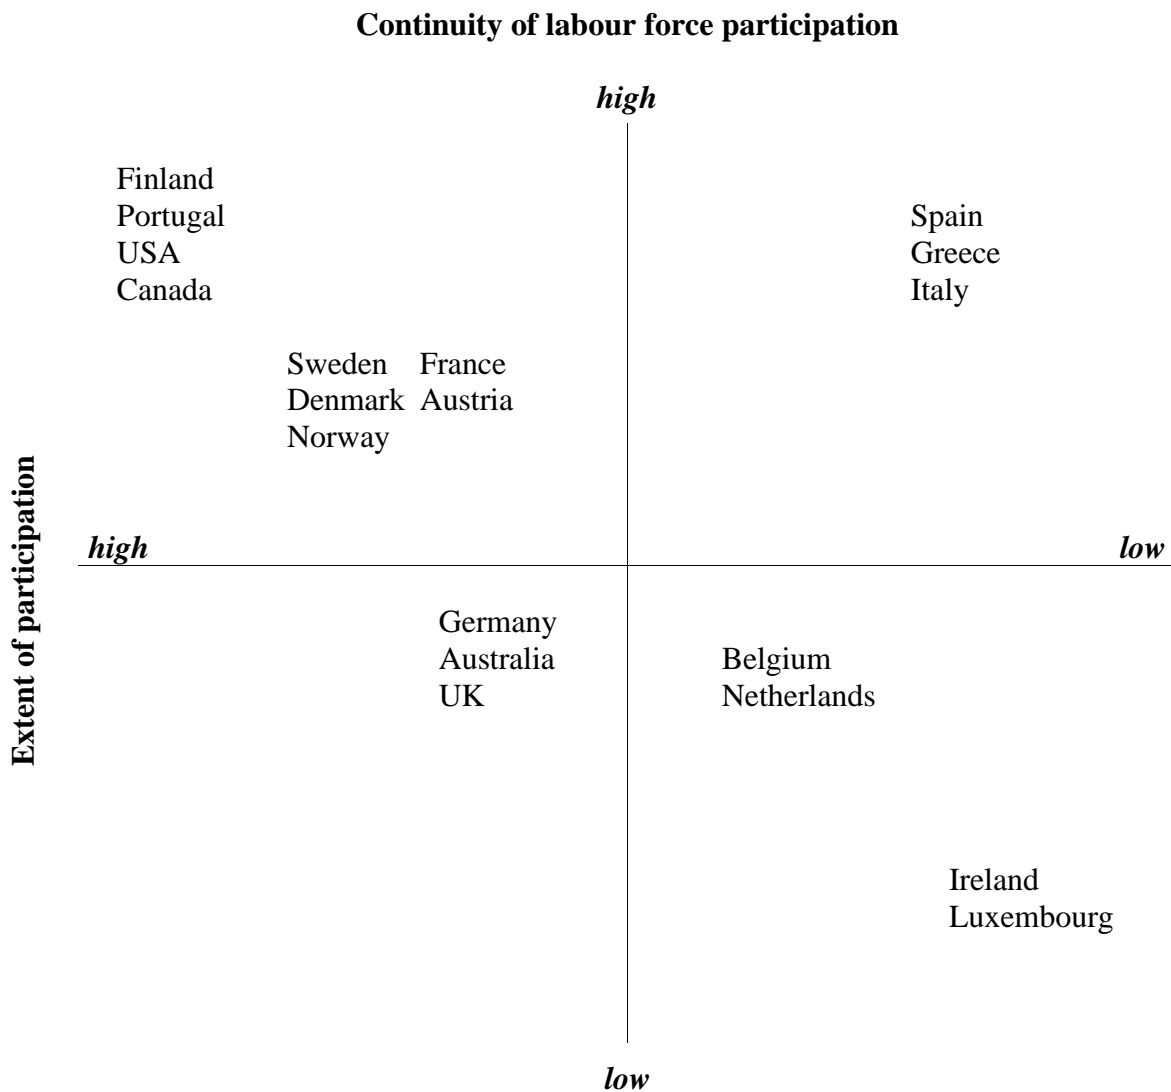 Continuity of labour force participation
high
Finland
Portugal
USA
Canada
Spain
Greece
Italy
Sweden France
Denmark Austria
Norway
Extent of participation
high
low
Germany
Australia
UK
Belgium
Netherlands
Ireland
Luxembourg
low